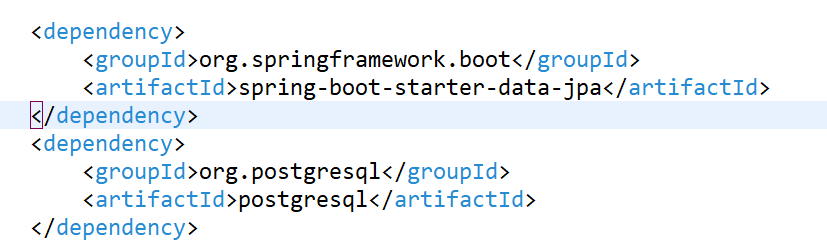 <dependency>
    <groupId>org.springframework.boot</groupId>
    <artifactId>spring-boot-starter-data-jpa</artifactId>
</dependency>
<dependency>
    <groupId>org.postgresql</groupId>
    <artifactId>postgresql</artifactId>
</dependency>